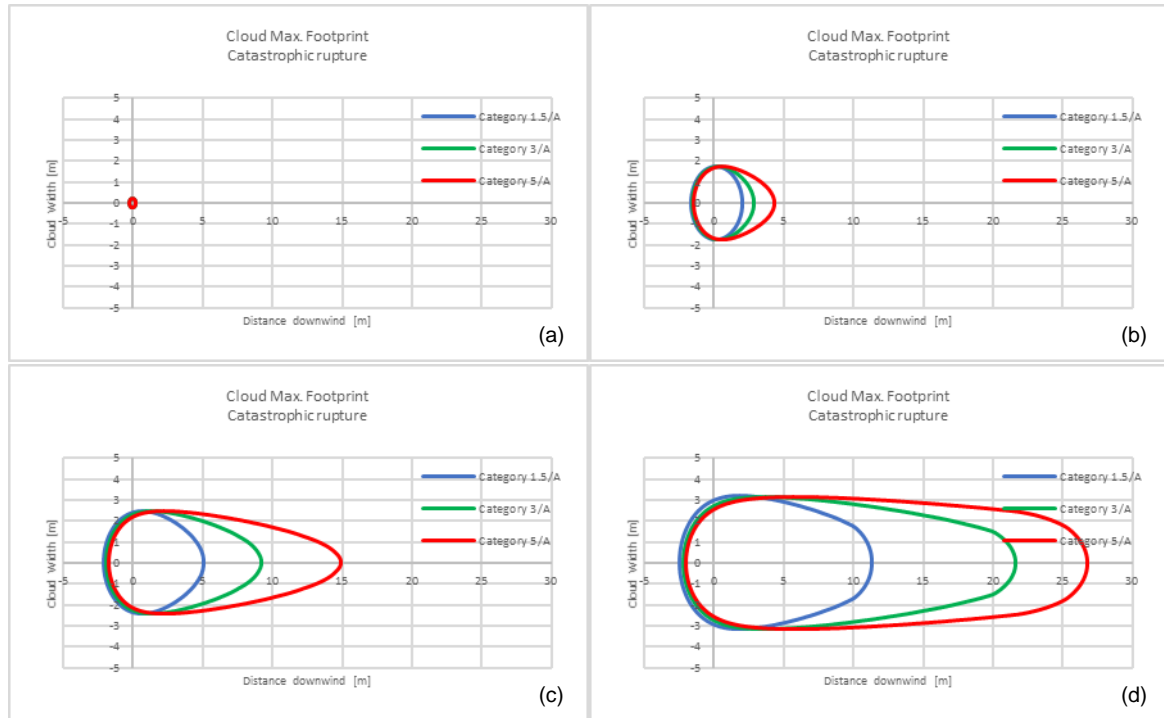 Cloud Max. Footprint
Catastrophic rupture
Cloud Width [m]
5
4
3
2
1
0
-1
-2
-3
-4
-5
-5 0 5 10 15 20 25 30
Distance downwind [m]
Category 1.5/A
Category 3/A
Category 5/A
(a)
Cloud Max. Footprint
Catastrophic rupture
Cloud Width [m]
5
4
3
2
1
0
-1
-2
-3
-4
-5
-5 0 5 10 15 20 25 30
Distance downwind [m]
Category 1.5/A
Category 3/A
Category 5/A
(b)
Cloud Max. Footprint
Catastrophic rupture
Cloud Width [m]
5
4
3
2
1
0
-1
-2
-3
-4
-5
-5 0 5 10 15 20 25 30
Distance downwind [m]
Category 1.5/A
Category 3/A
Category 5/A
(c)
Cloud Max. Footprint
Catastrophic rupture
Cloud Width [m]
5
4
3
2
1
0
-1
-2
-3
-4
-5
-5 0 5 10 15 20 25 30
Distance downwind [m]
Category 1.5/A
Category 3/A
Category 5/A
(d)